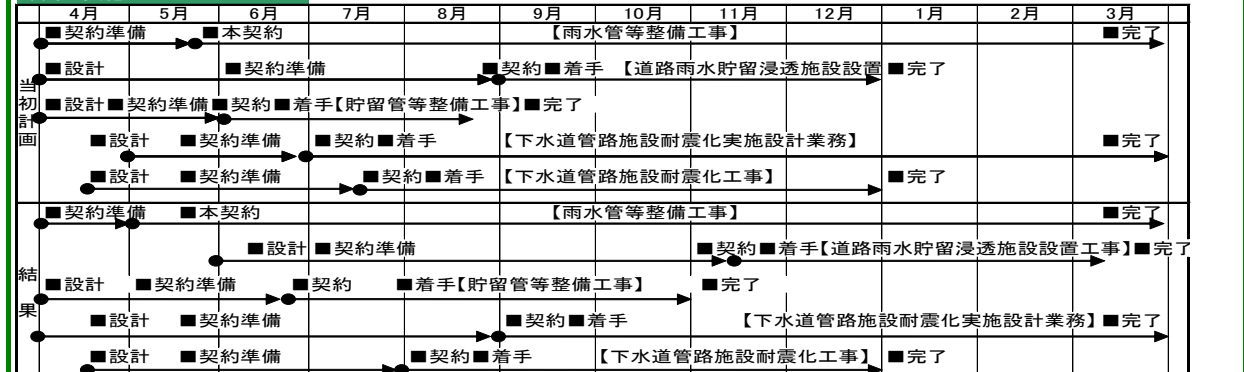 4月 5月 6月 7月 8月 9月 10月 11月 12月 1月 2月 3月
当初計画
■契約準備 ■本契約 【雨水管等整備工事】 ■完了
■設計 ■契約準備 ■契約■着手 【道路雨水貯留浸透施設設置 ■完了
■設計■契約準備■契約■着手【貯留管等整備工事】■完了
■設計 ■契約準備 ■契約■着手 【下水道管路施設耐震化実施設計業務】 ■完了
■設計 ■契約準備 ■契約■着手 【下水道管路施設耐震化工事】 ■完了
結果
■契約準備 ■本契約 【雨水管等整備工事】 ■完了
■設計■契約準備 ■契約■着手【道路雨水貯留浸透施設設置工事】■完了
■設計 ■契約準備 ■契約 ■着手【貯留管等整備工事】 ■完了
■設計 ■契約準備 ■契約■着手 【下水道管路施設耐震化実施設計業務】■完了
■設計 ■契約準備 ■契約■着手 【下水道管路施設耐震化工事】 ■完了